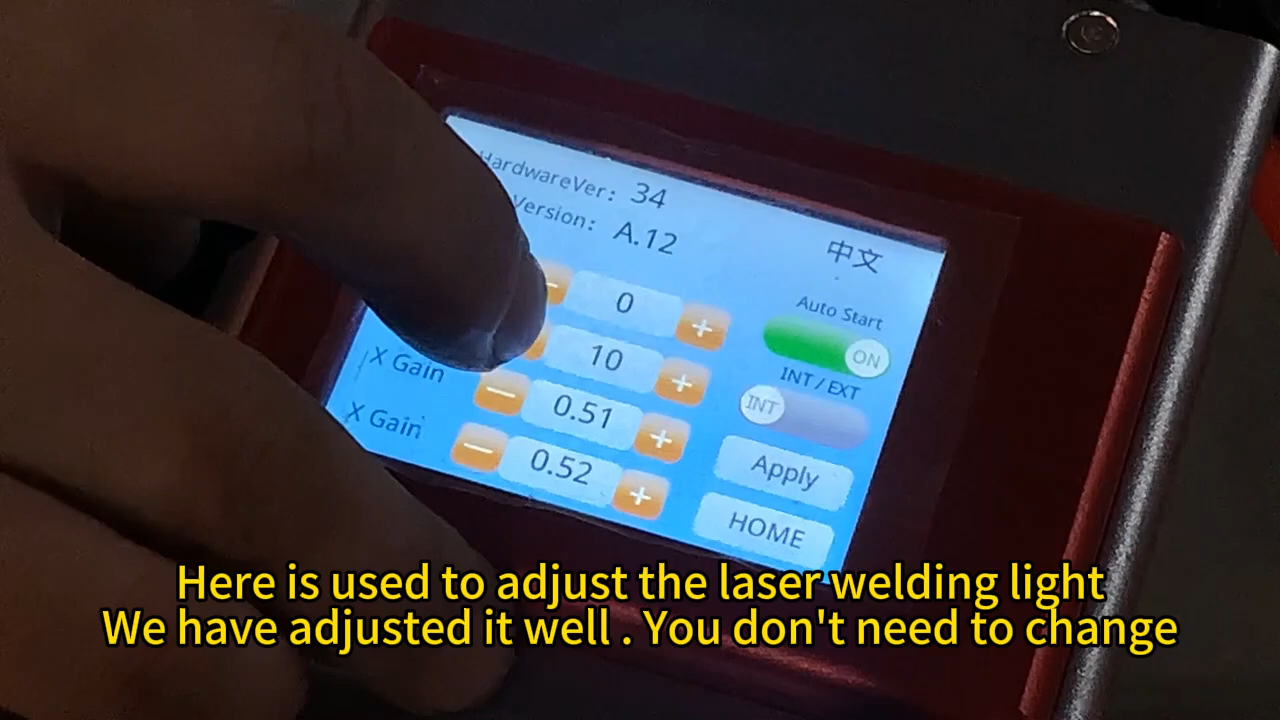 HardwareVer: 34
Version: A.12
中文
0
+
Auto Start
ON
10
+
INT/EXT
INT
X Gain
0.51
+
Apply
X Gain
0.52
+
HOME
Here is used to adjust the laser welding light
We have adjusted it well . You don't need to change